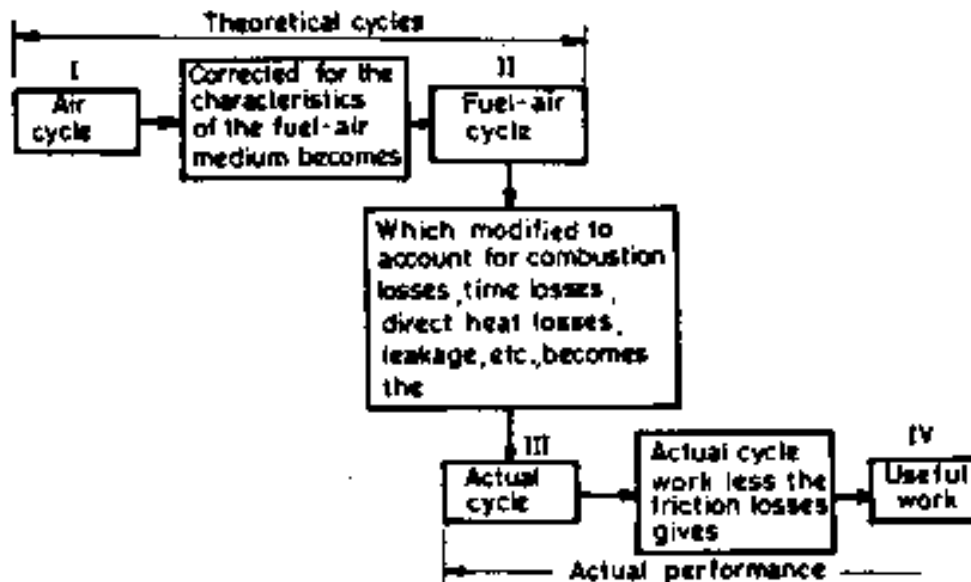 Theoretical cycles
I
Air
cycle
Corrected for the
characteristics
of the fuel-air
medium becomes
II
Fuel-air
cycle
Which modified to
account for combustion
losses, time losses,
direct heat losses,
leakage, etc., becomes
the
III
Actual
cycle
Actual cycle
work less the
friction losses
gives
IV
Useful
work
Actual performance